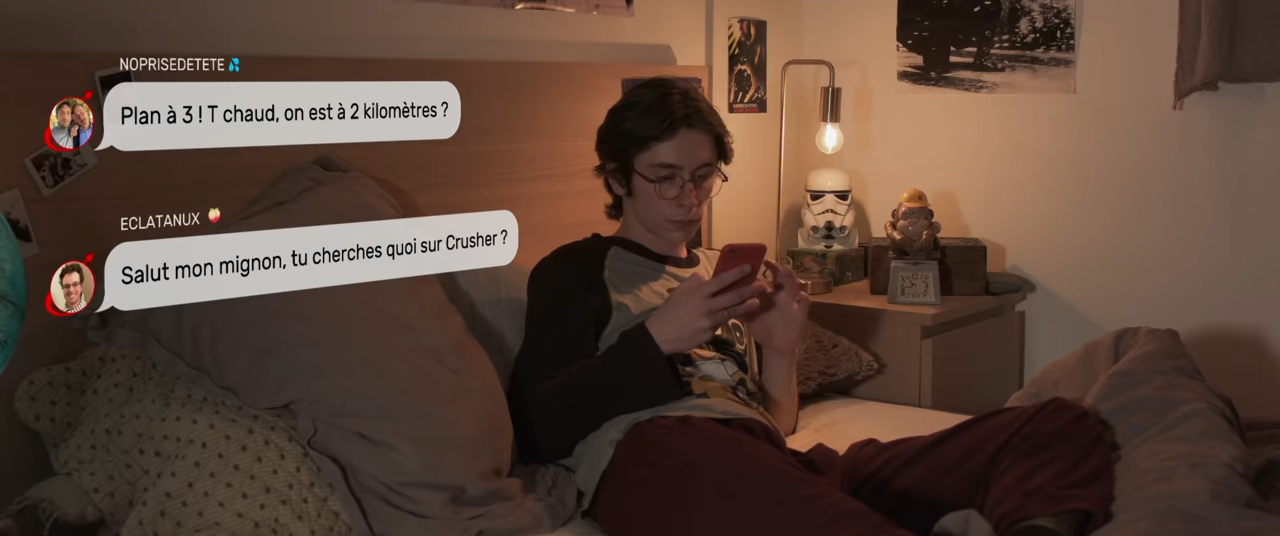 NOPRISEDETETE 💦
Plan à 3 ! T chaud, on est à 2 kilomètres ?
ECLATANUX 🍑
Salut mon mignon, tu cherches quoi sur Crusher ?